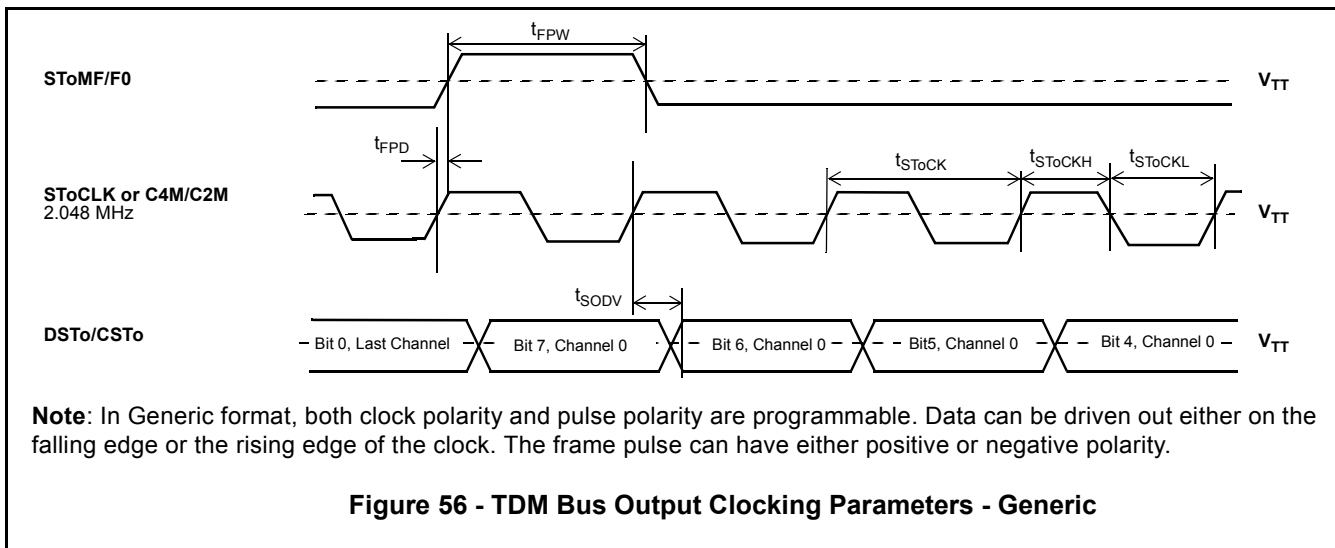 tFPW
SToMF/F0
VTT
tFPD
tSToCK
tSToCKH
tSToCKL
SToCLK or C4M/C2M
2.048 MHz
VTT
tSODV
DSTo/CSTo
Bit 0, Last Channel
Bit 7, Channel 0
Bit 6, Channel 0
Bit5, Channel 0
Bit 4, Channel 0
VTT
Note: In Generic format, both clock polarity and pulse polarity are programmable. Data can be driven out either on the
falling edge or the rising edge of the clock. The frame pulse can have either positive or negative polarity.
Figure 56 - TDM Bus Output Clocking Parameters - Generic